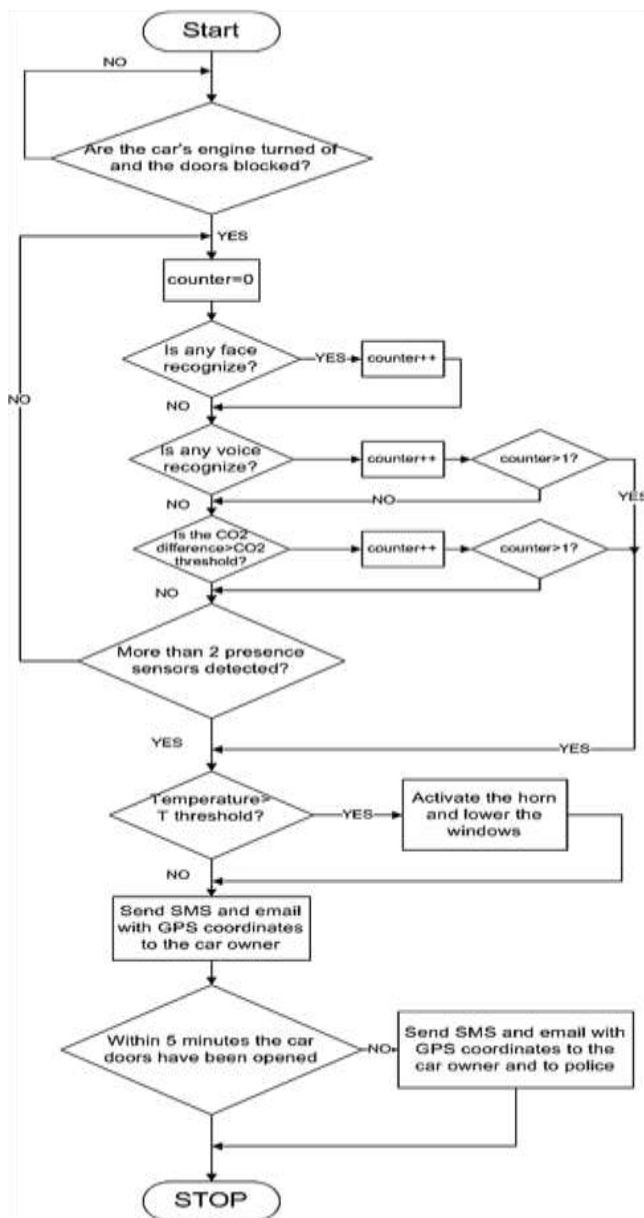 Start
NO
Are the car's engine turned of
and the doors blocked?
YES
counter=0
Is any face
recognize?
YES
counter++
NO
NO
Is any voice
recognize?
counter++
counter>1?
YES
NO
NO
Is the CO2
difference>CO2
threshold?
counter++
counter>1?
NO
More than 2 presence
sensors detected?
YES
YES
Temperature>
T threshold?
YES
Activate the horn
and lower the
windows
NO
Send SMS and email
with GPS coordinates
to the car owner
Within 5 minutes the car
doors have been opened
NO
Send SMS and email with
GPS coordinates to the
car owner and to police
STOP